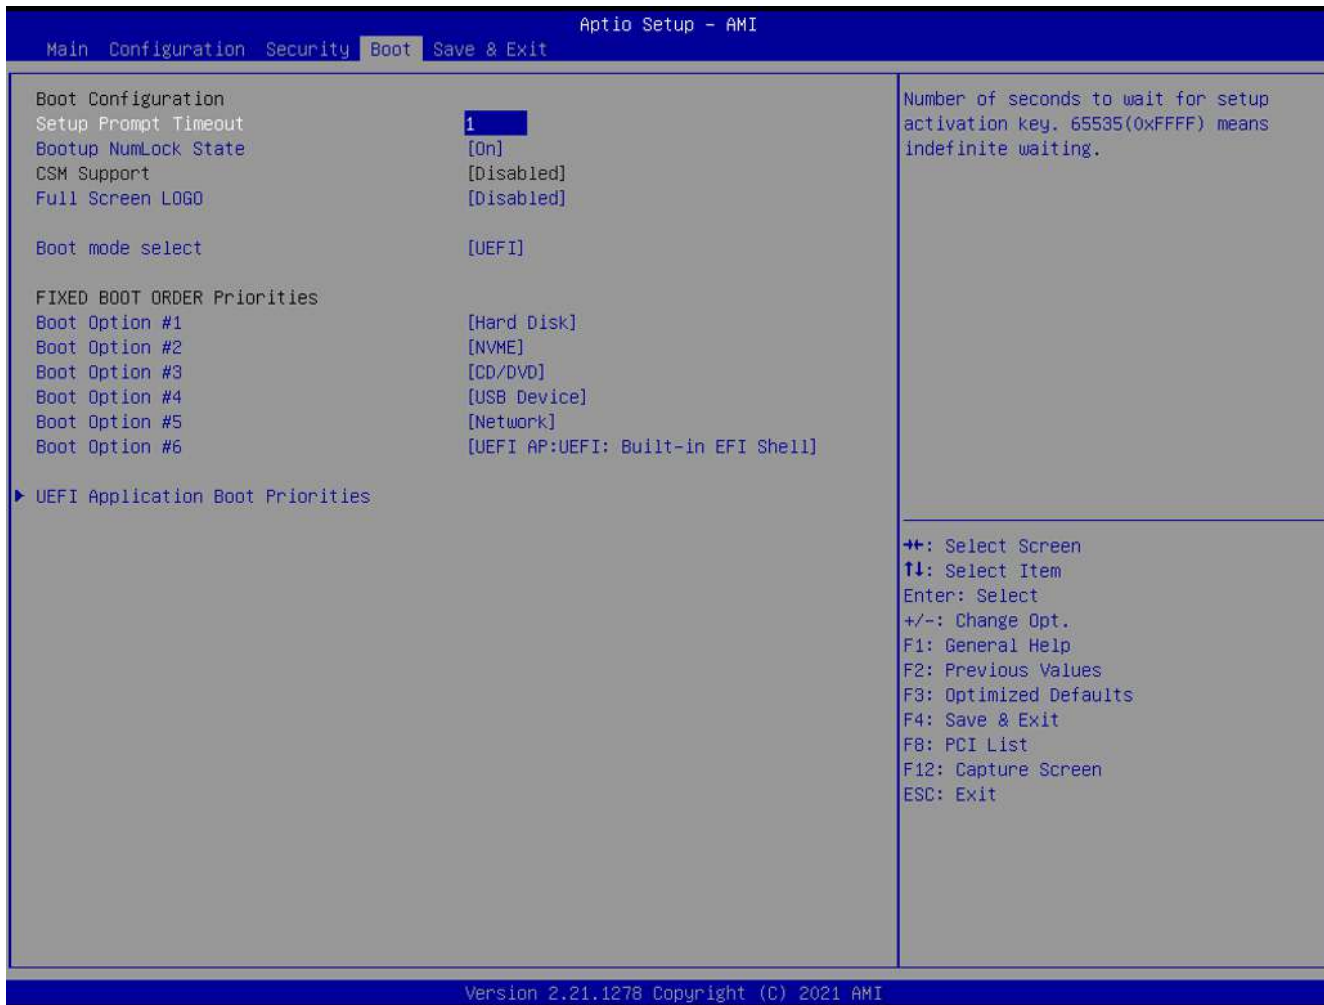 Aptio Setup – AMI
Main Configuration Security Boot Save & Exit
Boot Configuration
Setup Prompt Timeout 1
Bootup NumLock State [On]
CSM Support [Disabled]
Full Screen LOGO [Disabled]
Boot mode select [UEFI]
FIXED BOOT ORDER Priorities
Boot Option #1 [Hard Disk]
Boot Option #2 [NVME]
Boot Option #3 [CD/DVD]
Boot Option #4 [USB Device]
Boot Option #5 [Network]
Boot Option #6 [UEFI AP:UEFI: Built-in EFI Shell]
▶ UEFI Application Boot Priorities
Number of seconds to wait for setup
activation key. 65535(0xFFFF) means
indefinite waiting.
→←: Select Screen
↑↓: Select Item
Enter: Select
+/-: Change Opt.
F1: General Help
F2: Previous Values
F3: Optimized Defaults
F4: Save & Exit
F8: PCI List
F12: Capture Screen
ESC: Exit
Version 2.21.1278 Copyright (C) 2021 AMI